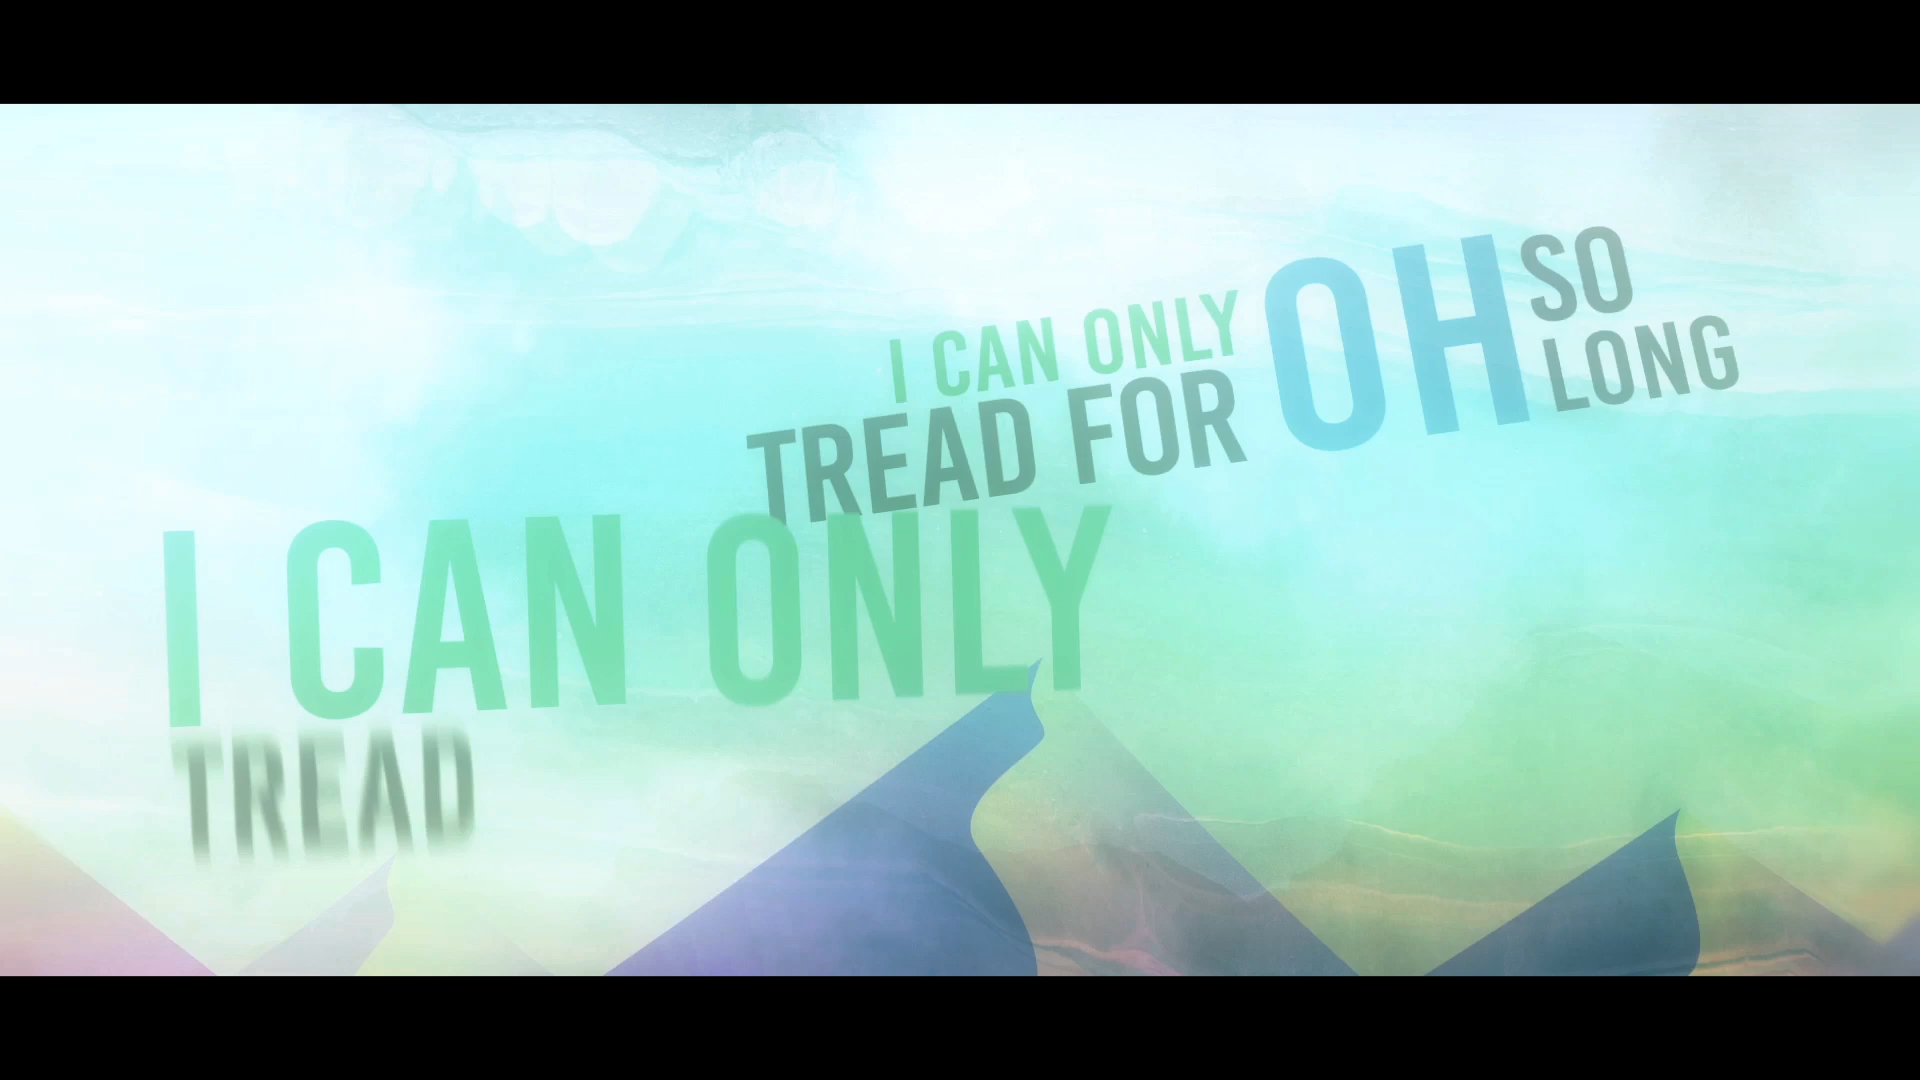 I CAN ONLY
TREAD FOR
OH
SO
LONG
I CAN ONLY
TREAD